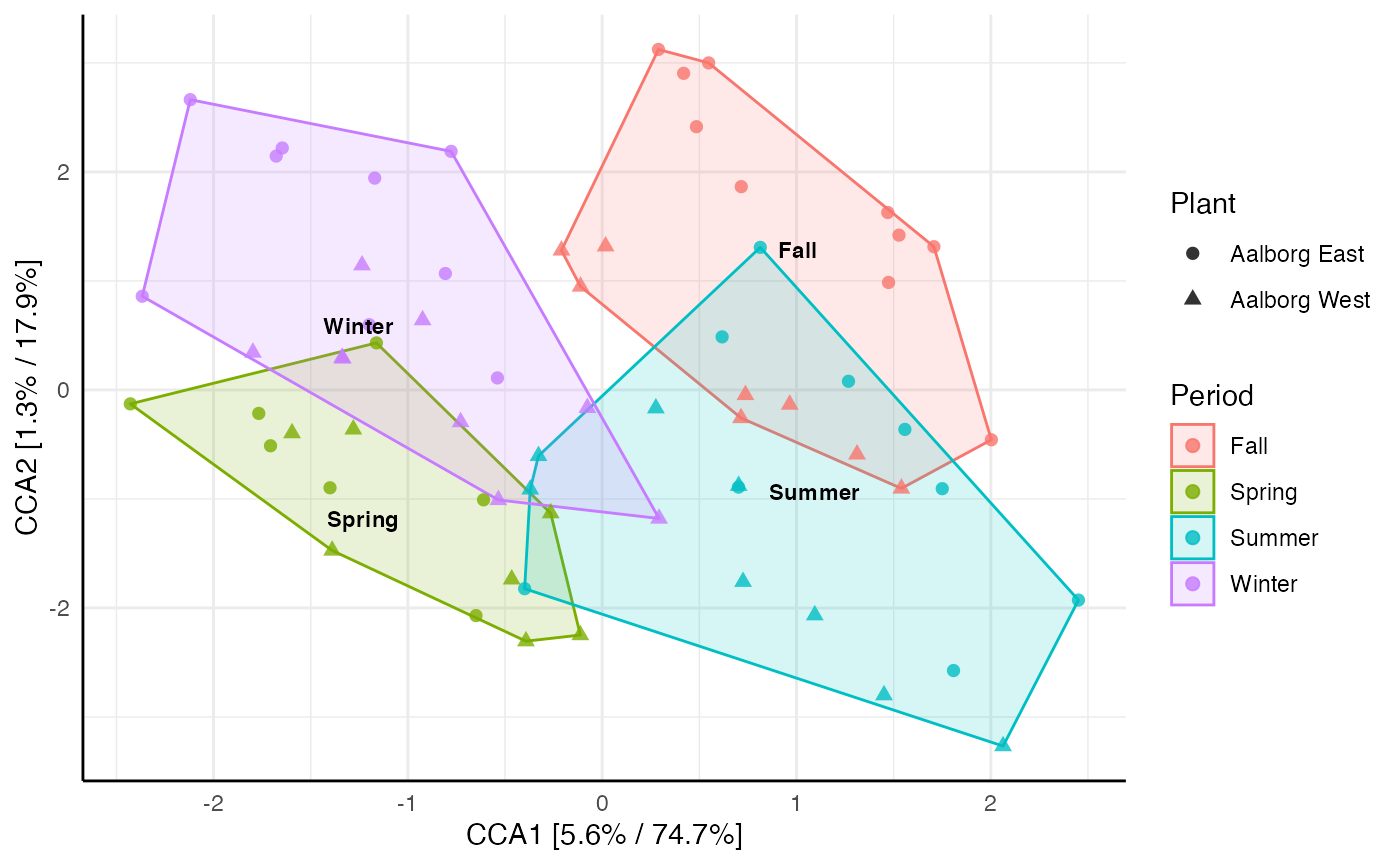 Fall
Winter
Summer
Spring
2
0
-2
-2
-1
0
1
2
CCA1 [5.6% / 74.7%]
CCA2 [1.3% / 17.9%]
Plant
Aalborg East
Aalborg West
Period
Fall
Spring
Summer
Winter